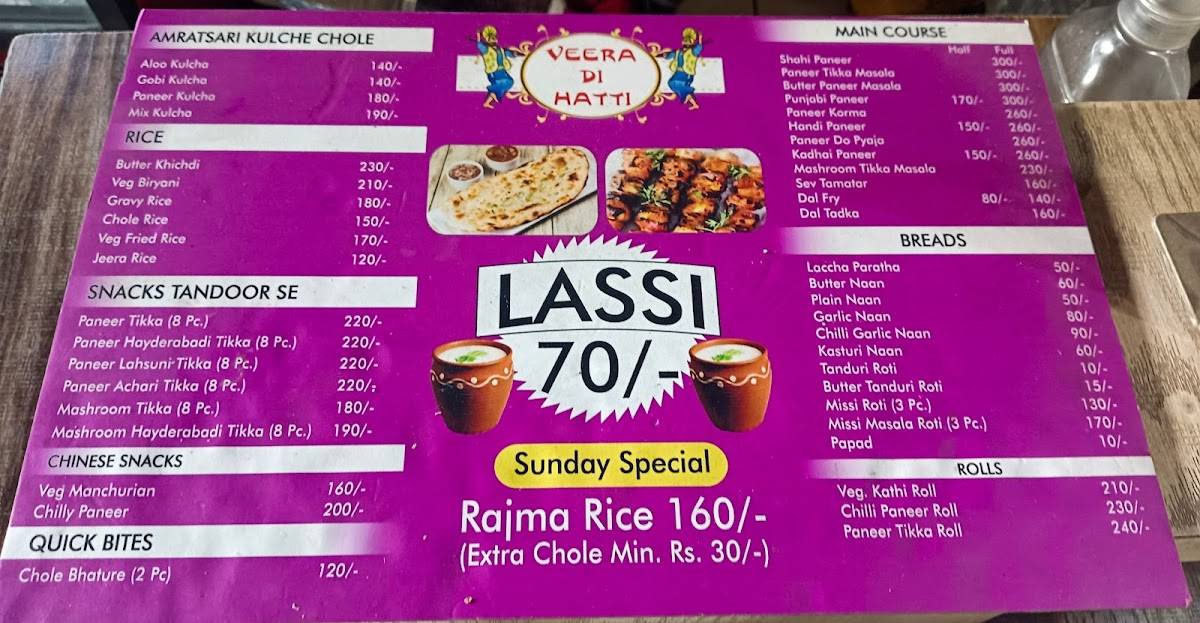 AMRATSARI KULCHE CHOLE
Aloo Kulcha 140/-
Gobi Kulcha 140/-
Paneer Kulcha 180/-
Mix Kulcha 190/-
RICE
Butter Khichdi 230/-
Veg Biryani 210/-
Gravy Rice 180/-
Chole Rice 150/-
Veg Fried Rice 170/-
Jeera Rice 120/-
SNACKS TANDOOR SE
Paneer Tikka (8 Pc.) 220/-
Paneer Hayderabadi Tikka (8 Pc.) 220/-
Paneer Lahsuni Tikka (8 Pc.) 220/-
Paneer Achari Tikka (8 Pc.) 220/-
Mashroom Tikka (8 Pc.) 180/-
Mashroom Hayderabadi Tikka (8 Pc.) 190/-
CHINESE SNACKS
Veg Manchurian 160/-
Chilly Paneer 200/-
QUICK BITES
Chole Bhature (2 Pc) 120/-
VEERA
DI
HATTI
LASSI
70/-
Sunday Special
Rajma Rice 160/-
(Extra Chole Min. Rs. 30/-)
MAIN COURSE
Half Full
Shahi Paneer 300/-
Paneer Tikka Masala 300/-
Butter Paneer Masala 300/-
Punjabi Paneer 170/- 300/-
Paneer Korma 260/-
Handi Paneer 150/- 260/-
Paneer Do Pyaja 260/-
Kadhai Paneer 150/- 260/-
Mashroom Tikka Masala 230/-
Sev Tamatar 160/-
Dal Fry 80/- 140/-
Dal Tadka 160/-
BREADS
Laccha Paratha 50/-
Butter Naan 60/-
Plain Naan 50/-
Garlic Naan 80/-
Chilli Garlic Naan 90/-
Kasturi Naan 60/-
Tanduri Roti 10/-
Butter Tanduri Roti 15/-
Missi Roti (3 Pc.) 130/-
Missi Masala Roti (3 Pc.) 170/-
Papad 10/-
ROLLS
Veg. Kathi Roll 210/-
Chilli Paneer Roll 230/-
Paneer Tikka Roll 240/-